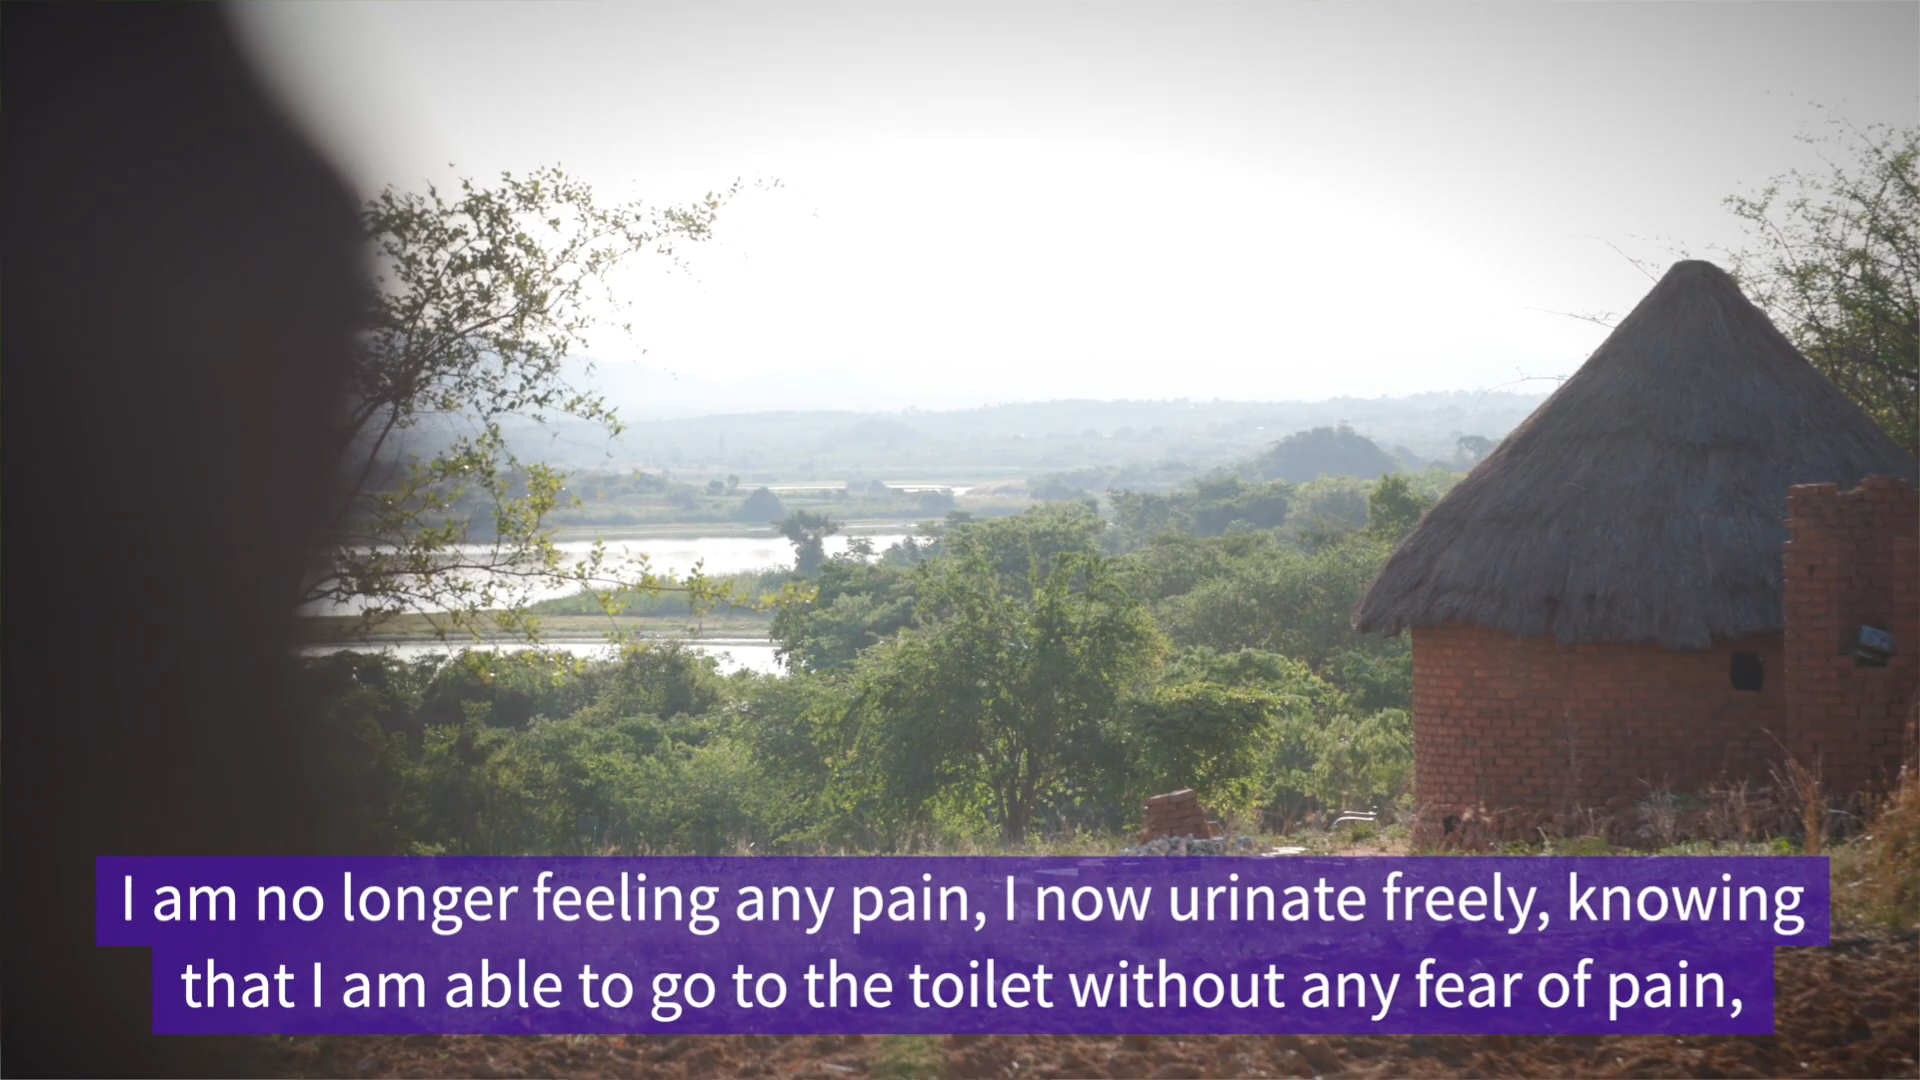 I am no longer feeling any pain, I now urinate freely, knowing
that I am able to go to the toilet without any fear of pain,